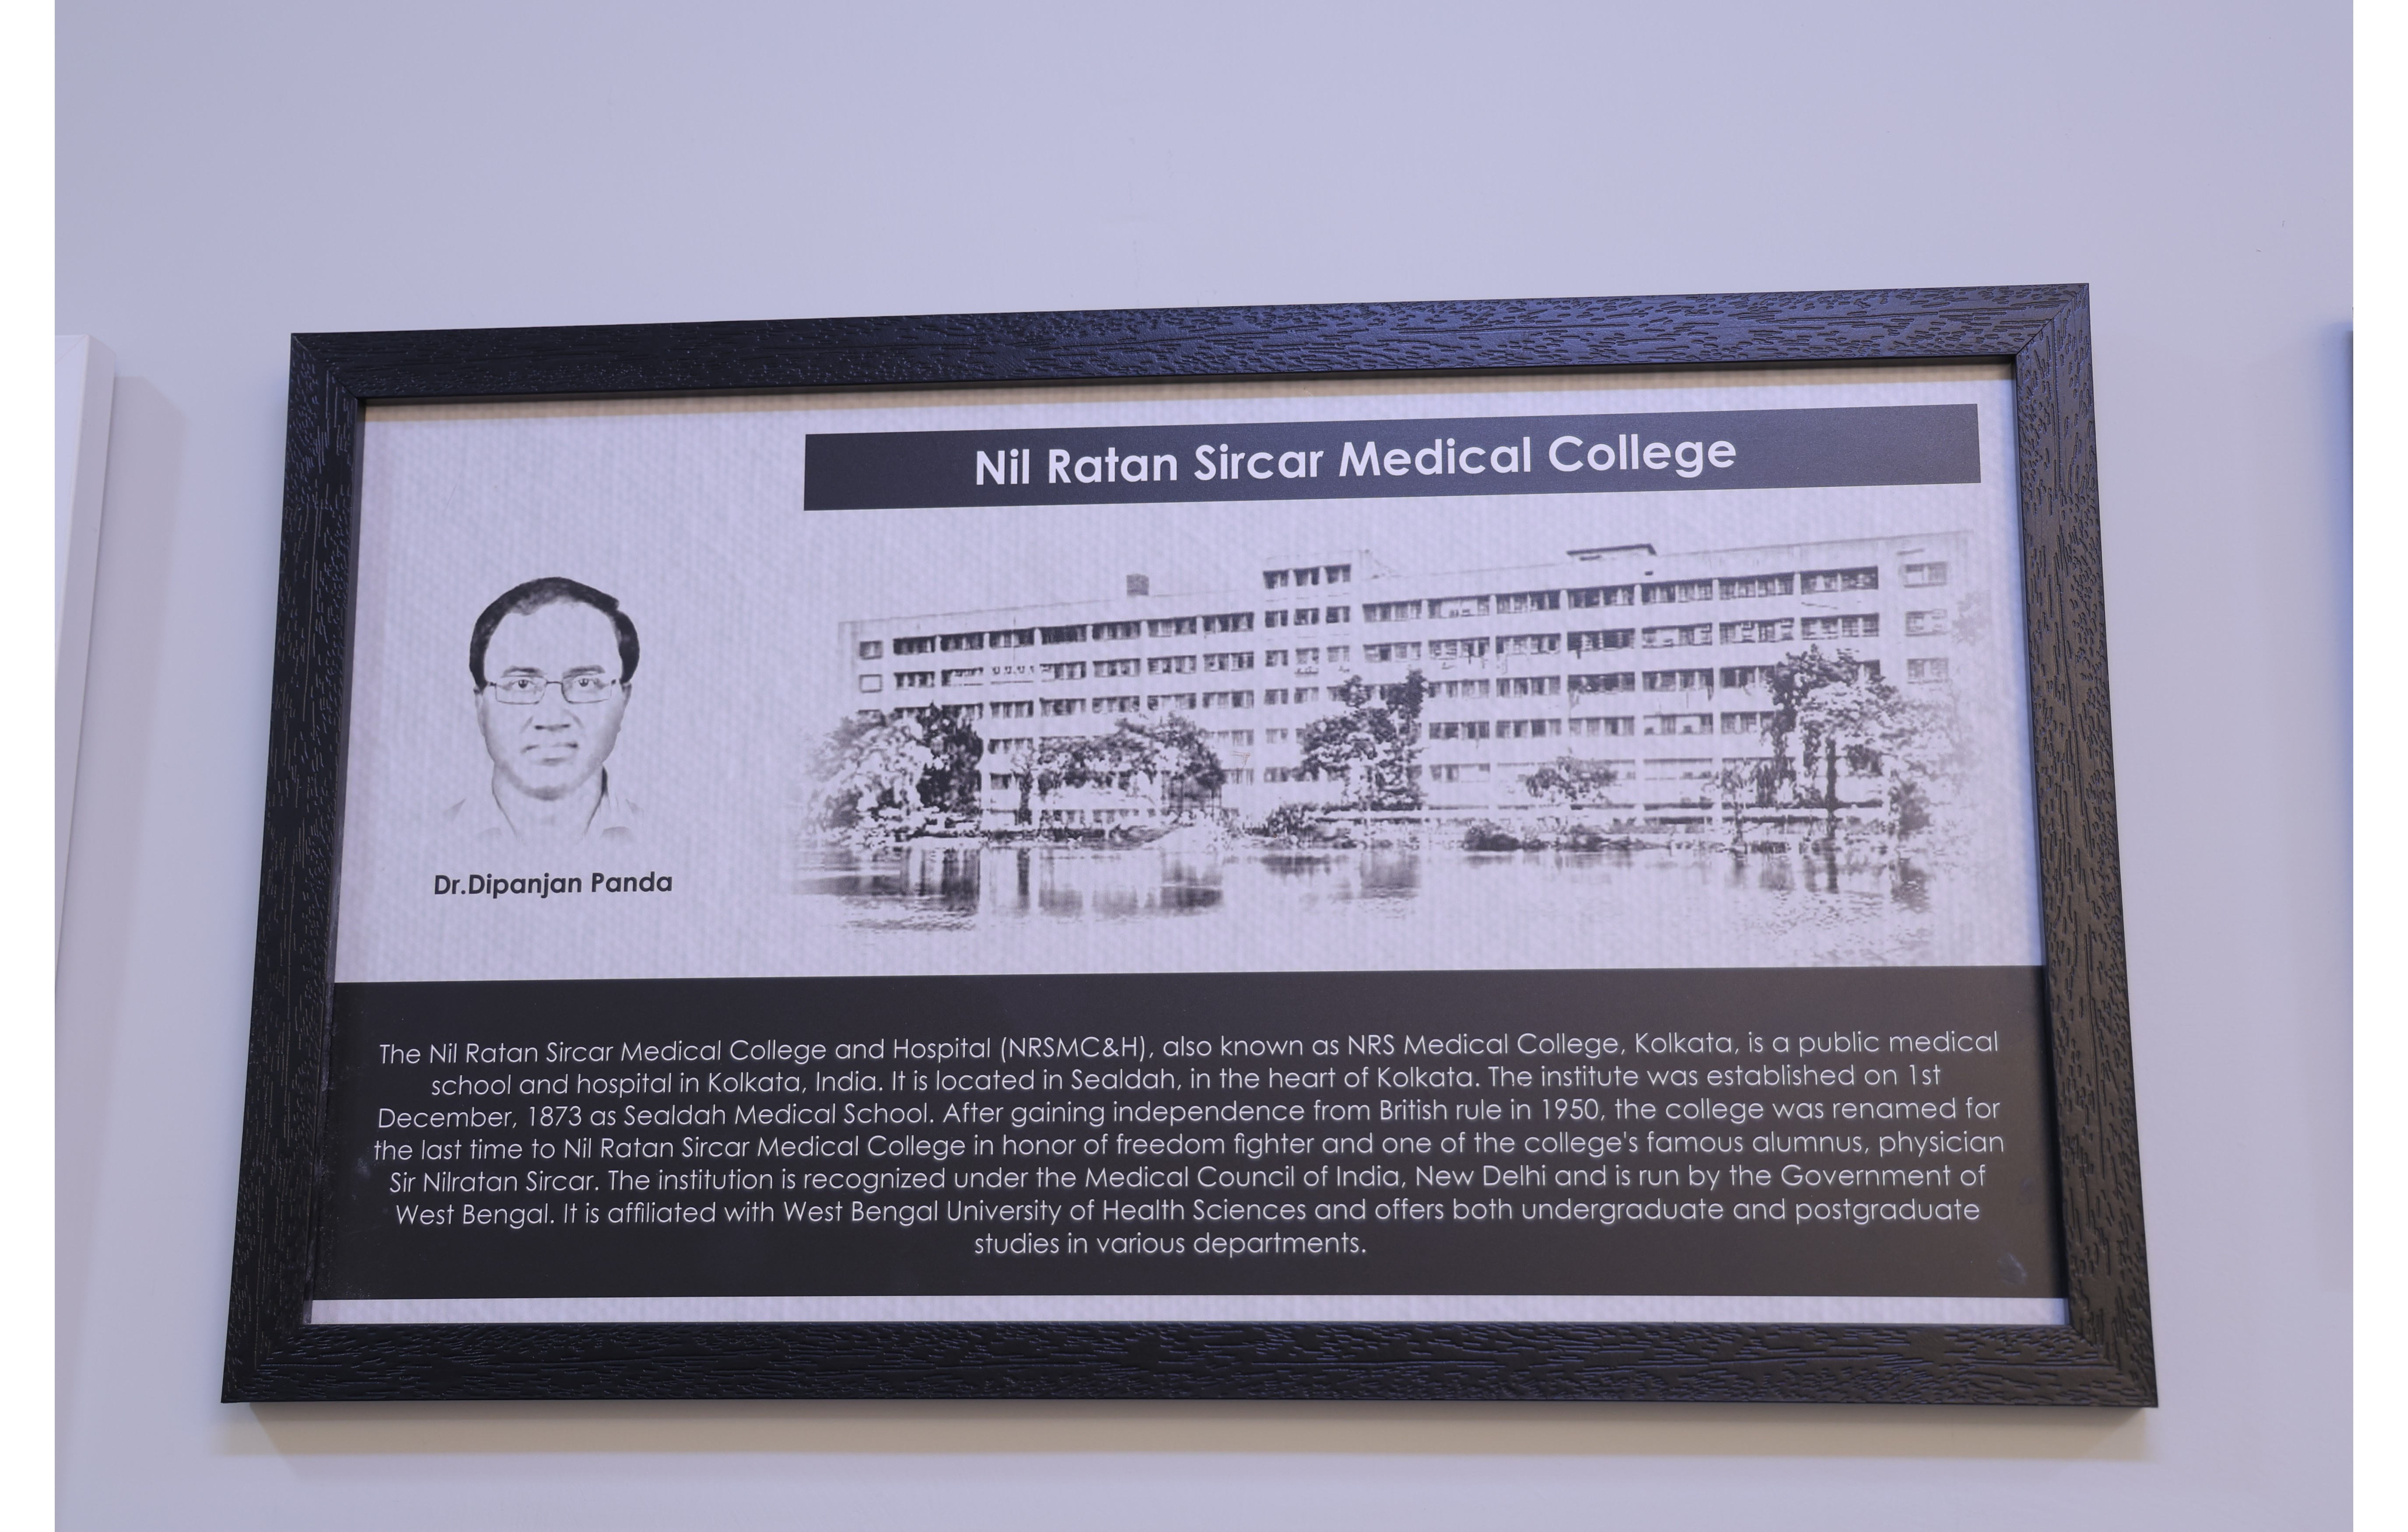 Nil Ratan Sircar Medical College
Dr.Dipanjan Panda
The Nil Ratan Sircar Medical College and Hospital (NRSMC&H), also known as NRS Medical College, Kolkata, is a public medical
school and hospital in Kolkata, India. It is located in Sealdah, in the heart of Kolkata. The institute was established on 1st
December, 1873 as Sealdah Medical School. After gaining independence from British rule in 1950, the college was renamed for
the last time to Nil Ratan Sircar Medical College in honor of freedom fighter and one of the college's famous alumnus, physician
Sir Nilratan Sircar. The institution is recognized under the Medical Council of India, New Delhi and is run by the Government of
West Bengal. It is affiliated with West Bengal University of Health Sciences and offers both undergraduate and postgraduate
studies in various departments.